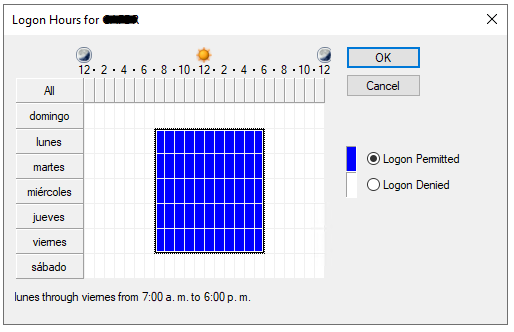 Logon Hours for
OK
12 • 2 • 4 • 6 • 8 • 10 • 12 • 2 • 4 • 6 • 8 • 10 • 12
Cancel
All
domingo
lunes
martes
miércoles
jueves
viernes
sábado
Logon Permitted
Logon Denied
lunes through viernes from 7:00 a. m. to 6:00 p. m.